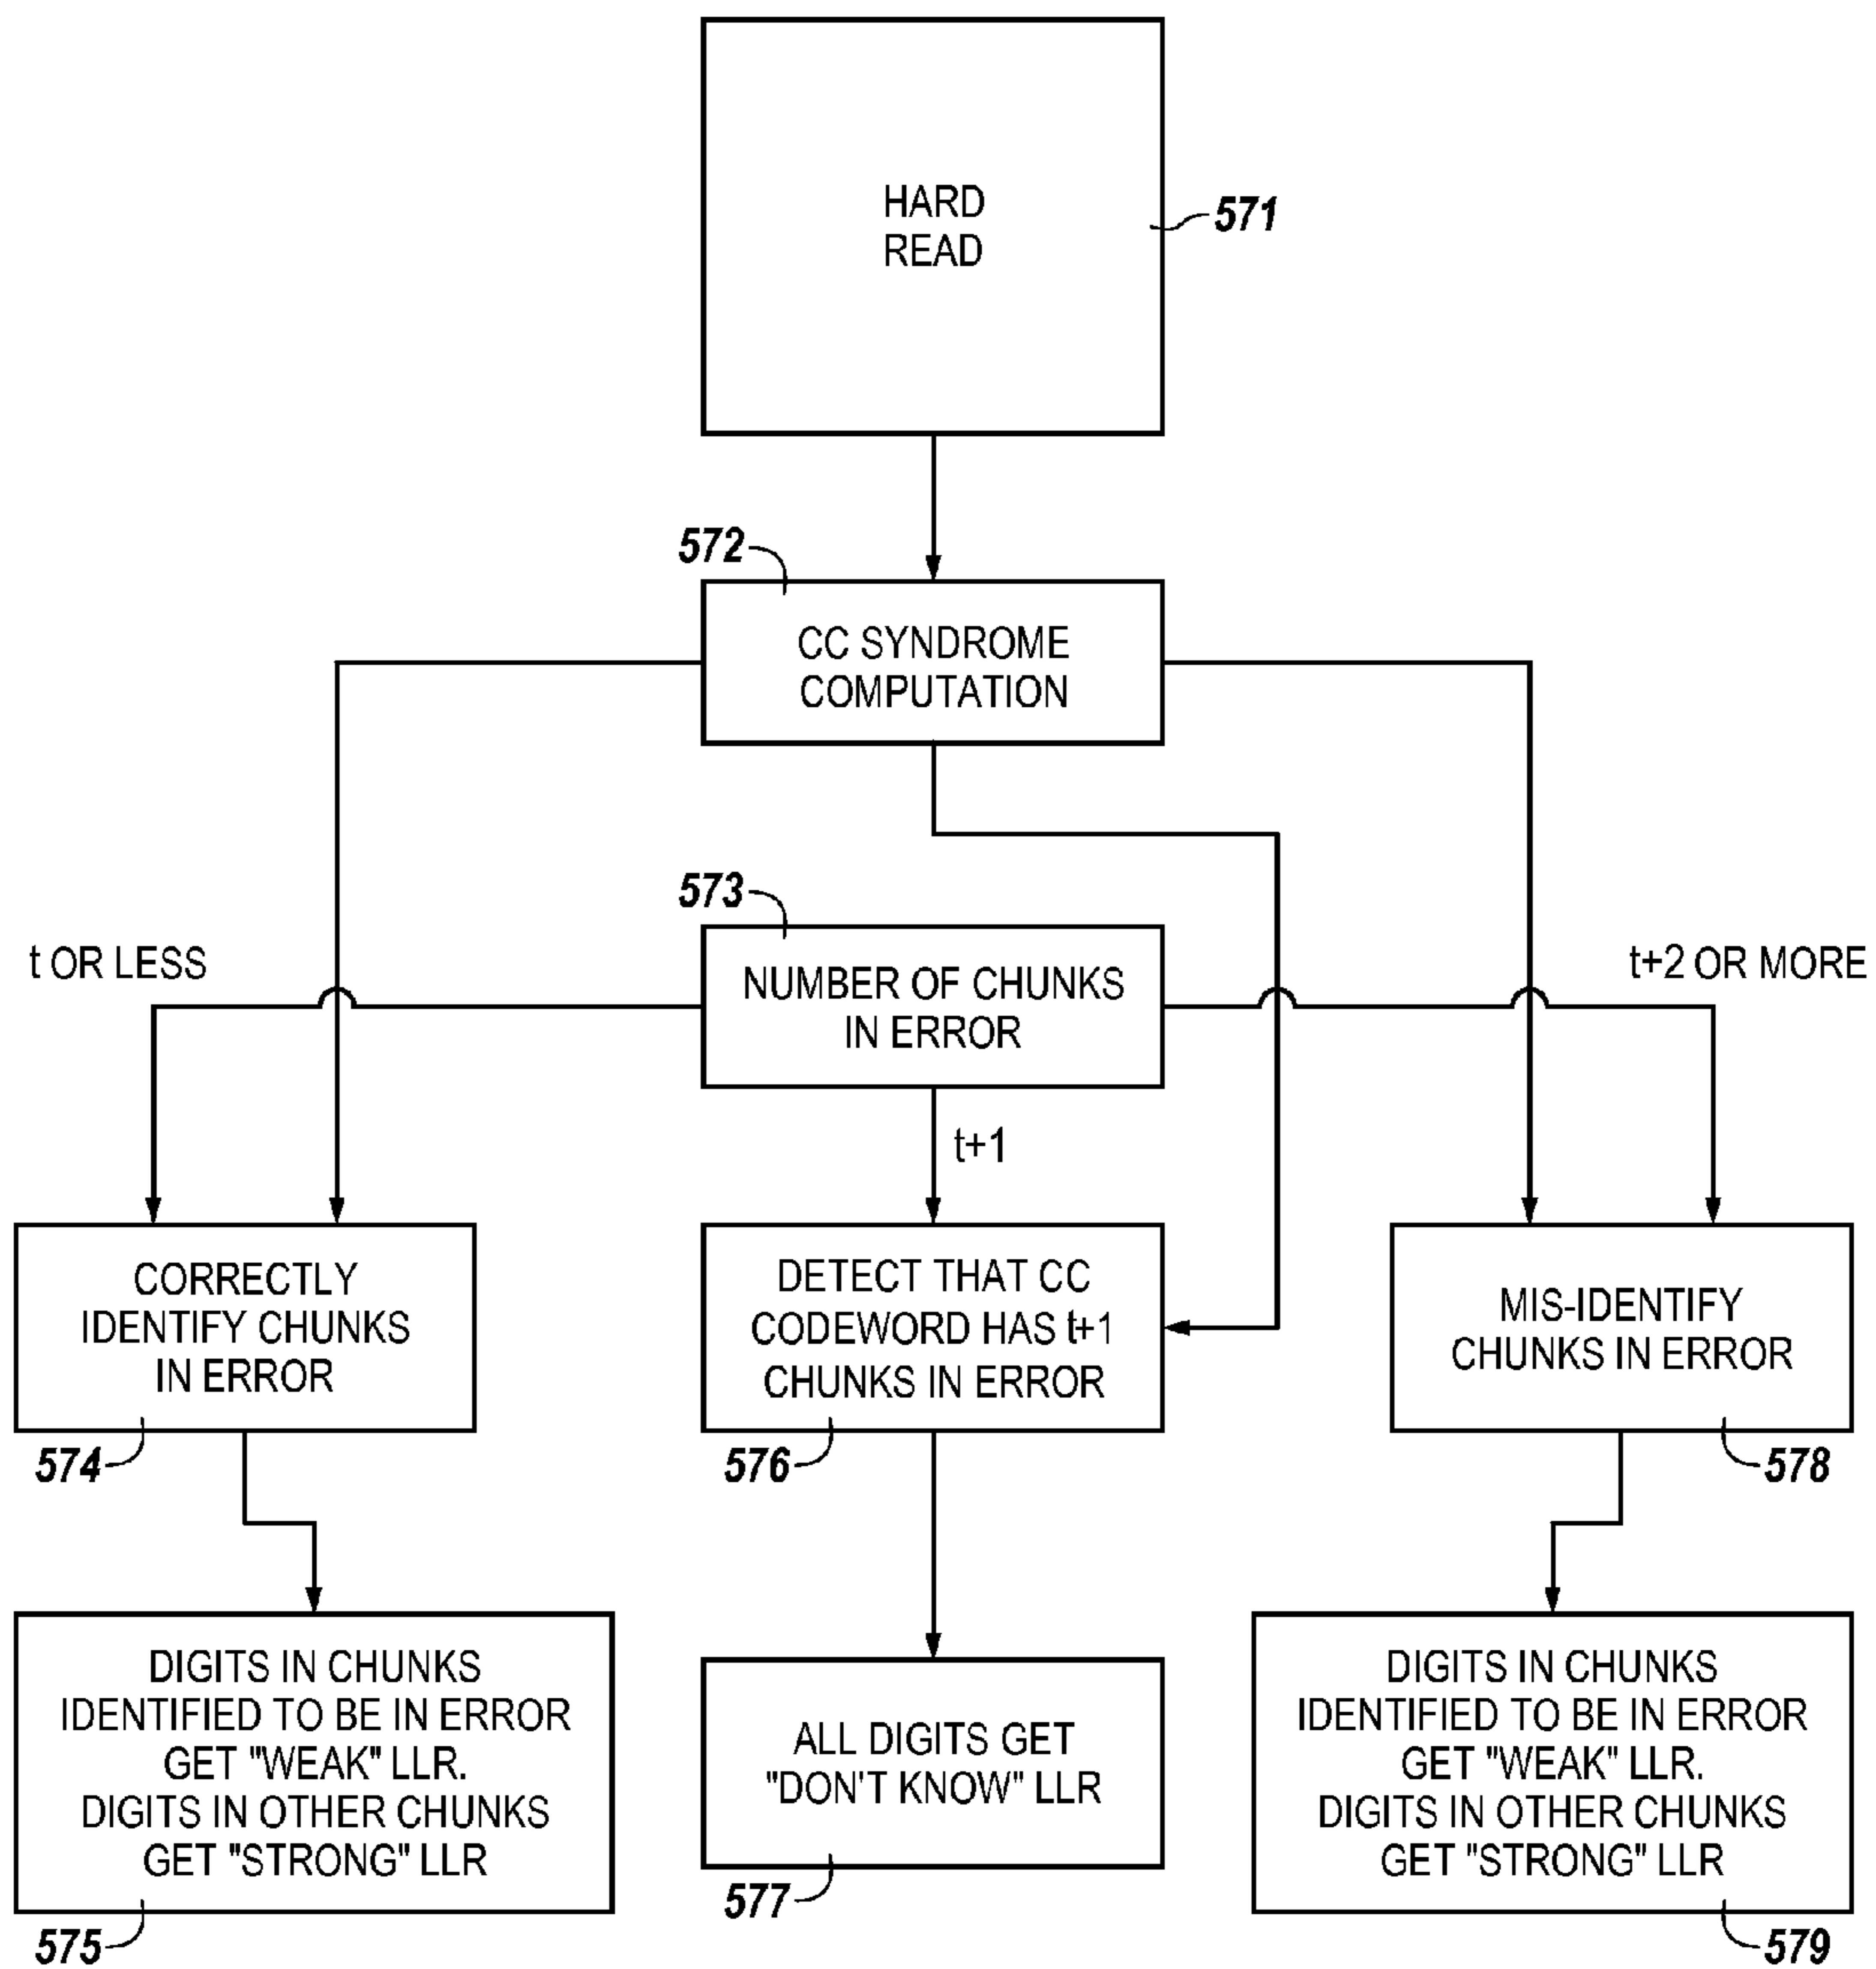 HARD
READ
571
572
CC SYNDROME
COMPUTATION
573
t OR LESS
NUMBER OF CHUNKS
IN ERROR
t+2 OR MORE
t+1
CORRECTLY
IDENTIFY CHUNKS
IN ERROR
574
DETECT THAT CC
CODEWORD HAS t+1
CHUNKS IN ERROR
576
MIS-IDENTIFY
CHUNKS IN ERROR
578
DIGITS IN CHUNKS
IDENTIFIED TO BE IN ERROR
GET "WEAK" LLR.
DIGITS IN OTHER CHUNKS
GET "STRONG" LLR
575
ALL DIGITS GET
"DON'T KNOW" LLR
577
DIGITS IN CHUNKS
IDENTIFIED TO BE IN ERROR
GET "WEAK" LLR.
DIGITS IN OTHER CHUNKS
GET "STRONG" LLR
579